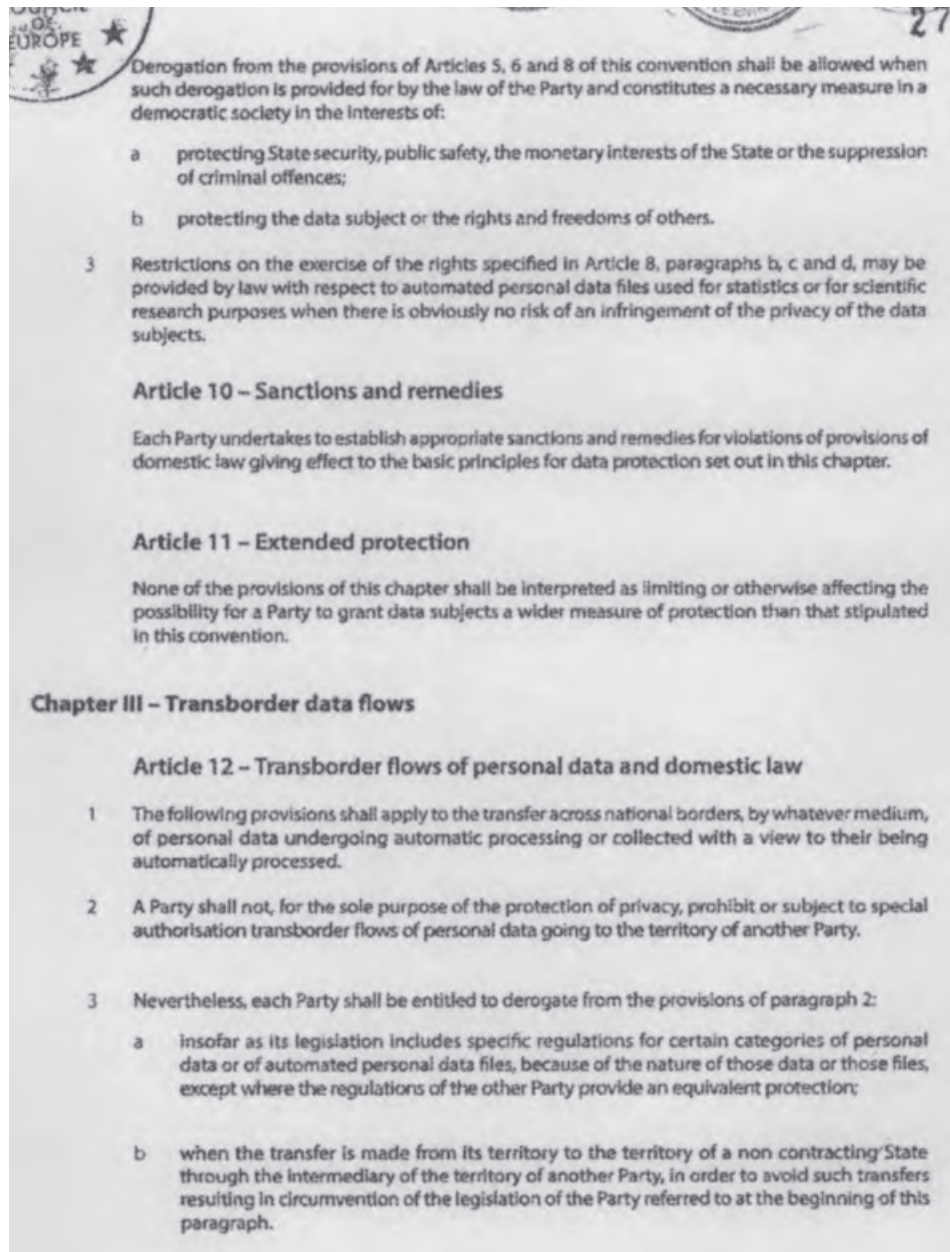 OF
EUROPE
27
Derogation from the provisions of Articles 5, 6 and 8 of this convention shall be allowed when
such derogation is provided for by the law of the Party and constitutes a necessary measure in a
democratic society in the interests of:
a protecting State security, public safety, the monetary interests of the State or the suppression
of criminal offences;
b protecting the data subject or the rights and freedoms of others.
3 Restrictions on the exercise of the rights specified in Article 8, paragraphs b, c and d, may be
provided by law with respect to automated personal data files used for statistics or for scientific
research purposes when there is obviously no risk of an infringement of the privacy of the data
subjects.
Article 10 – Sanctions and remedies
Each Party undertakes to establish appropriate sanctions and remedies for violations of provisions of
domestic law giving effect to the basic principles for data protection set out in this chapter.
Article 11 – Extended protection
None of the provisions of this chapter shall be interpreted as limiting or otherwise affecting the
possibility for a Party to grant data subjects a wider measure of protection than that stipulated
in this convention.
Chapter III – Transborder data flows
Article 12 – Transborder flows of personal data and domestic law
1 The following provisions shall apply to the transfer across national borders, by whatever medium,
of personal data undergoing automatic processing or collected with a view to their being
automatically processed.
2 A Party shall not, for the sole purpose of the protection of privacy, prohibit or subject to special
authorisation transborder flows of personal data going to the territory of another Party.
3 Nevertheless, each Party shall be entitled to derogate from the provisions of paragraph 2:
a insofar as its legislation includes specific regulations for certain categories of personal
data or of automated personal data files, because of the nature of those data or those files,
except where the regulations of the other Party provide an equivalent protection;
b when the transfer is made from its territory to the territory of a non contracting State
through the intermediary of the territory of another Party, in order to avoid such transfers
resulting in circumvention of the legislation of the Party referred to at the beginning of this
paragraph.